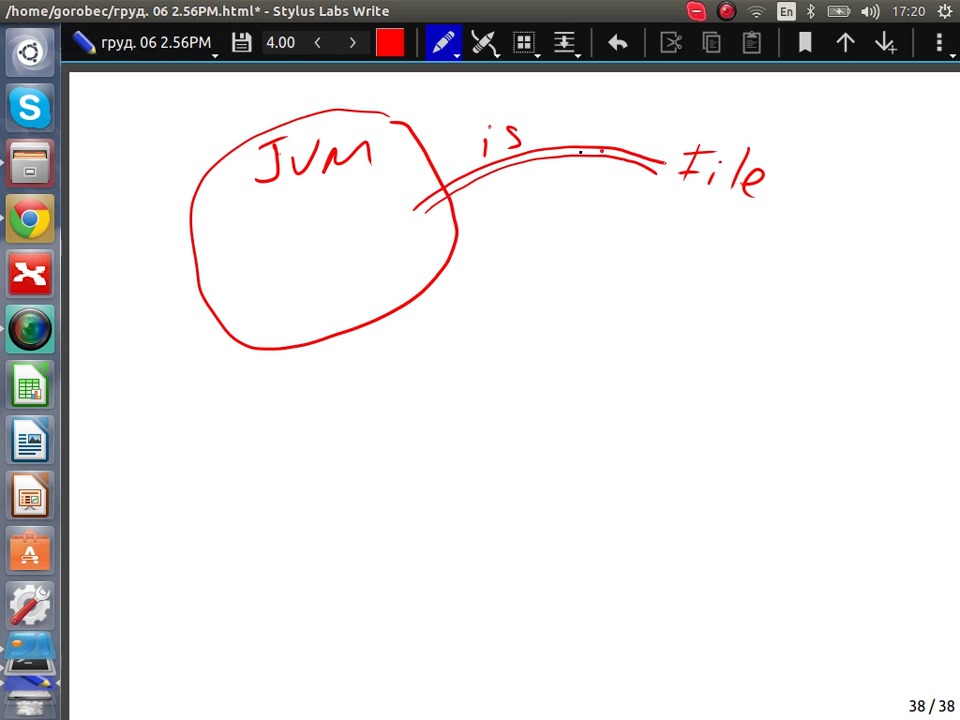 /home/gorobec/груд. 06 2.56PM.html* - Stylus Labs Write
En
17:20
груд. 06 2.56PM
4.00
JVM
is
File
38 / 38